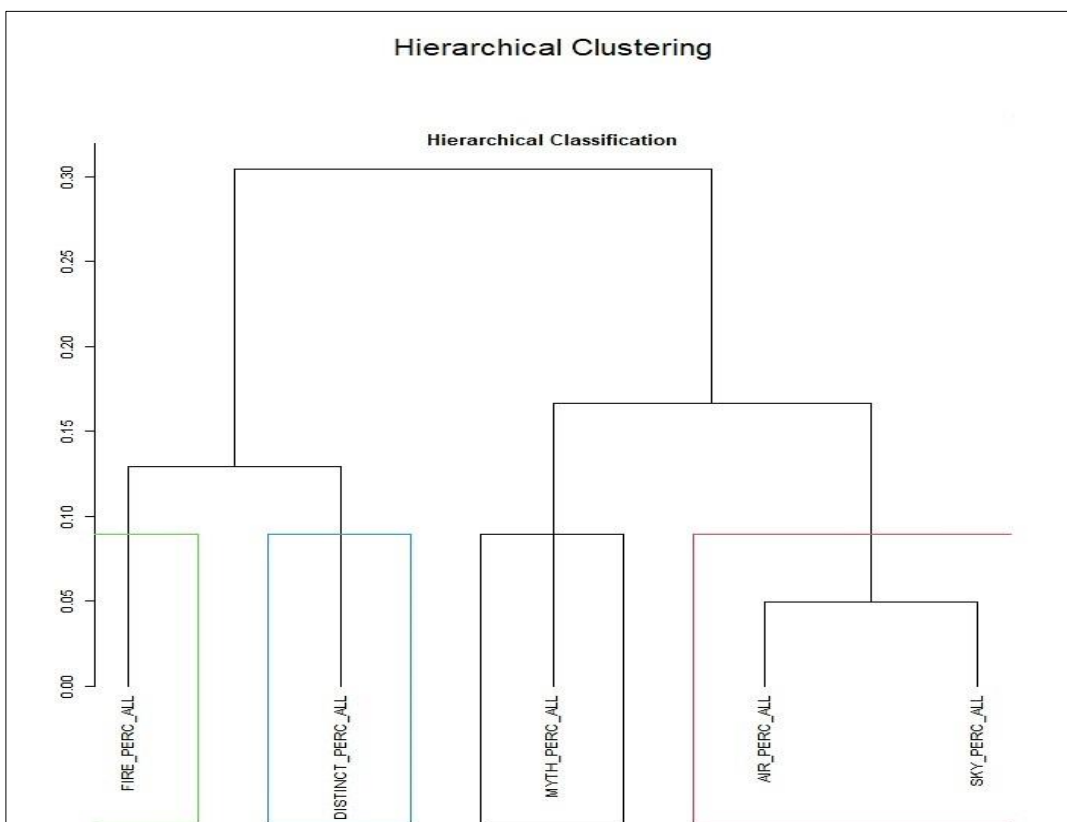 Hierarchical Clustering
Hierarchical Classification
0.30
0.25
0.20
0.15
0.10
0.05
0.00
FIRE_PERC_ALL
DISTINCT_PERC_ALL
MYTH_PERC_ALL
AIR_PERC_ALL
SKY_PERC_ALL